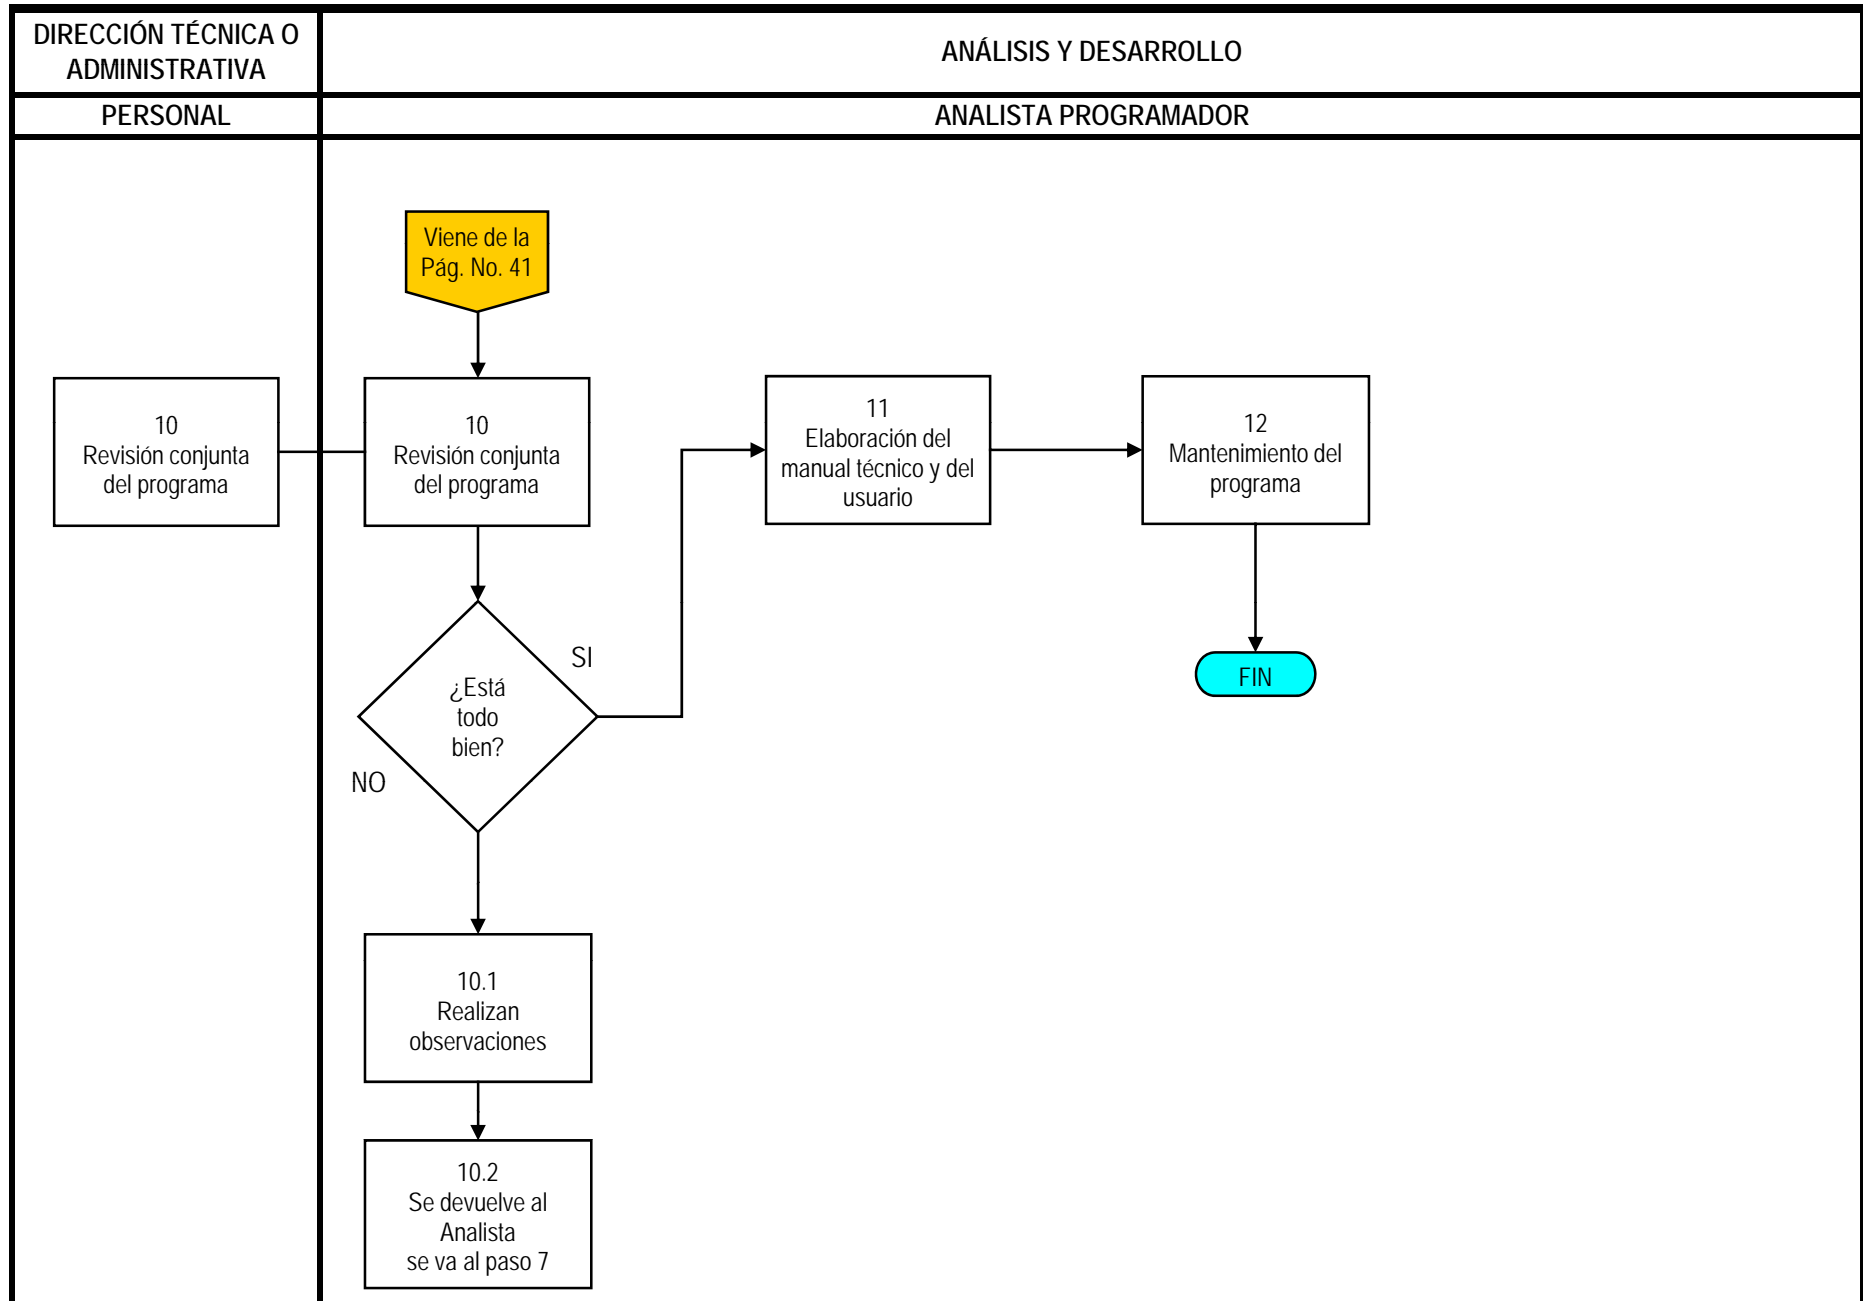 DIRECCIÓN TÉCNICA O
ADMINISTRATIVA
ANÁLISIS Y DESARROLLO
PERSONAL
ANALISTA PROGRAMADOR
Viene de la
Pág. No. 41
10
Revisión conjunta
del programa
10
Revisión conjunta
del programa
11
Elaboración del
manual técnico y del
usuario
12
Mantenimiento del
programa
SI
¿Está
todo
bien?
NO
FIN
10.1
Realizan
observaciones
10.2
Se devuelve al
Analista
se va al paso 7